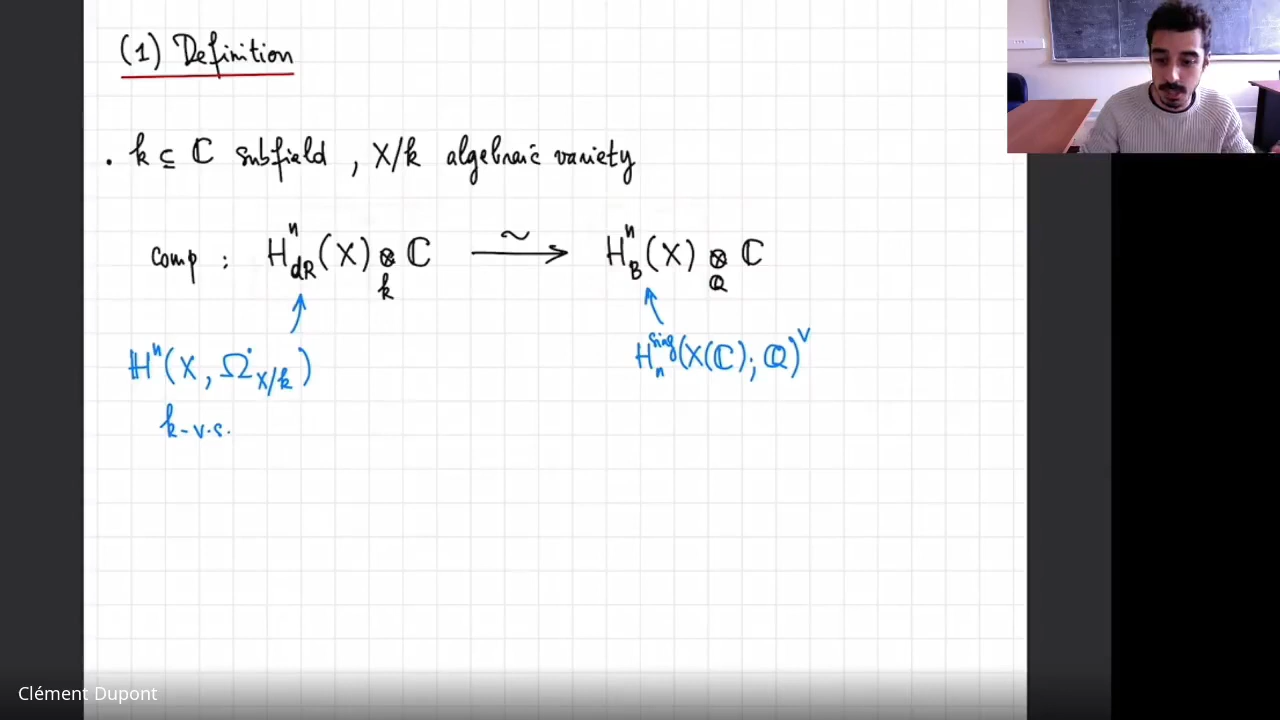 (1) Definition
. k ⊆ ℂ subfield , X/k algebraic variety
comp : H^n_dR(X) ⊗_k ℂ ⟶^∼ H^n_B(X) ⊗_ℚ ℂ
ℍ^n(X, Ω^•_X/k) H^sing_n(X(ℂ); ℚ)^∨
k-v.s.
Clément Dupont